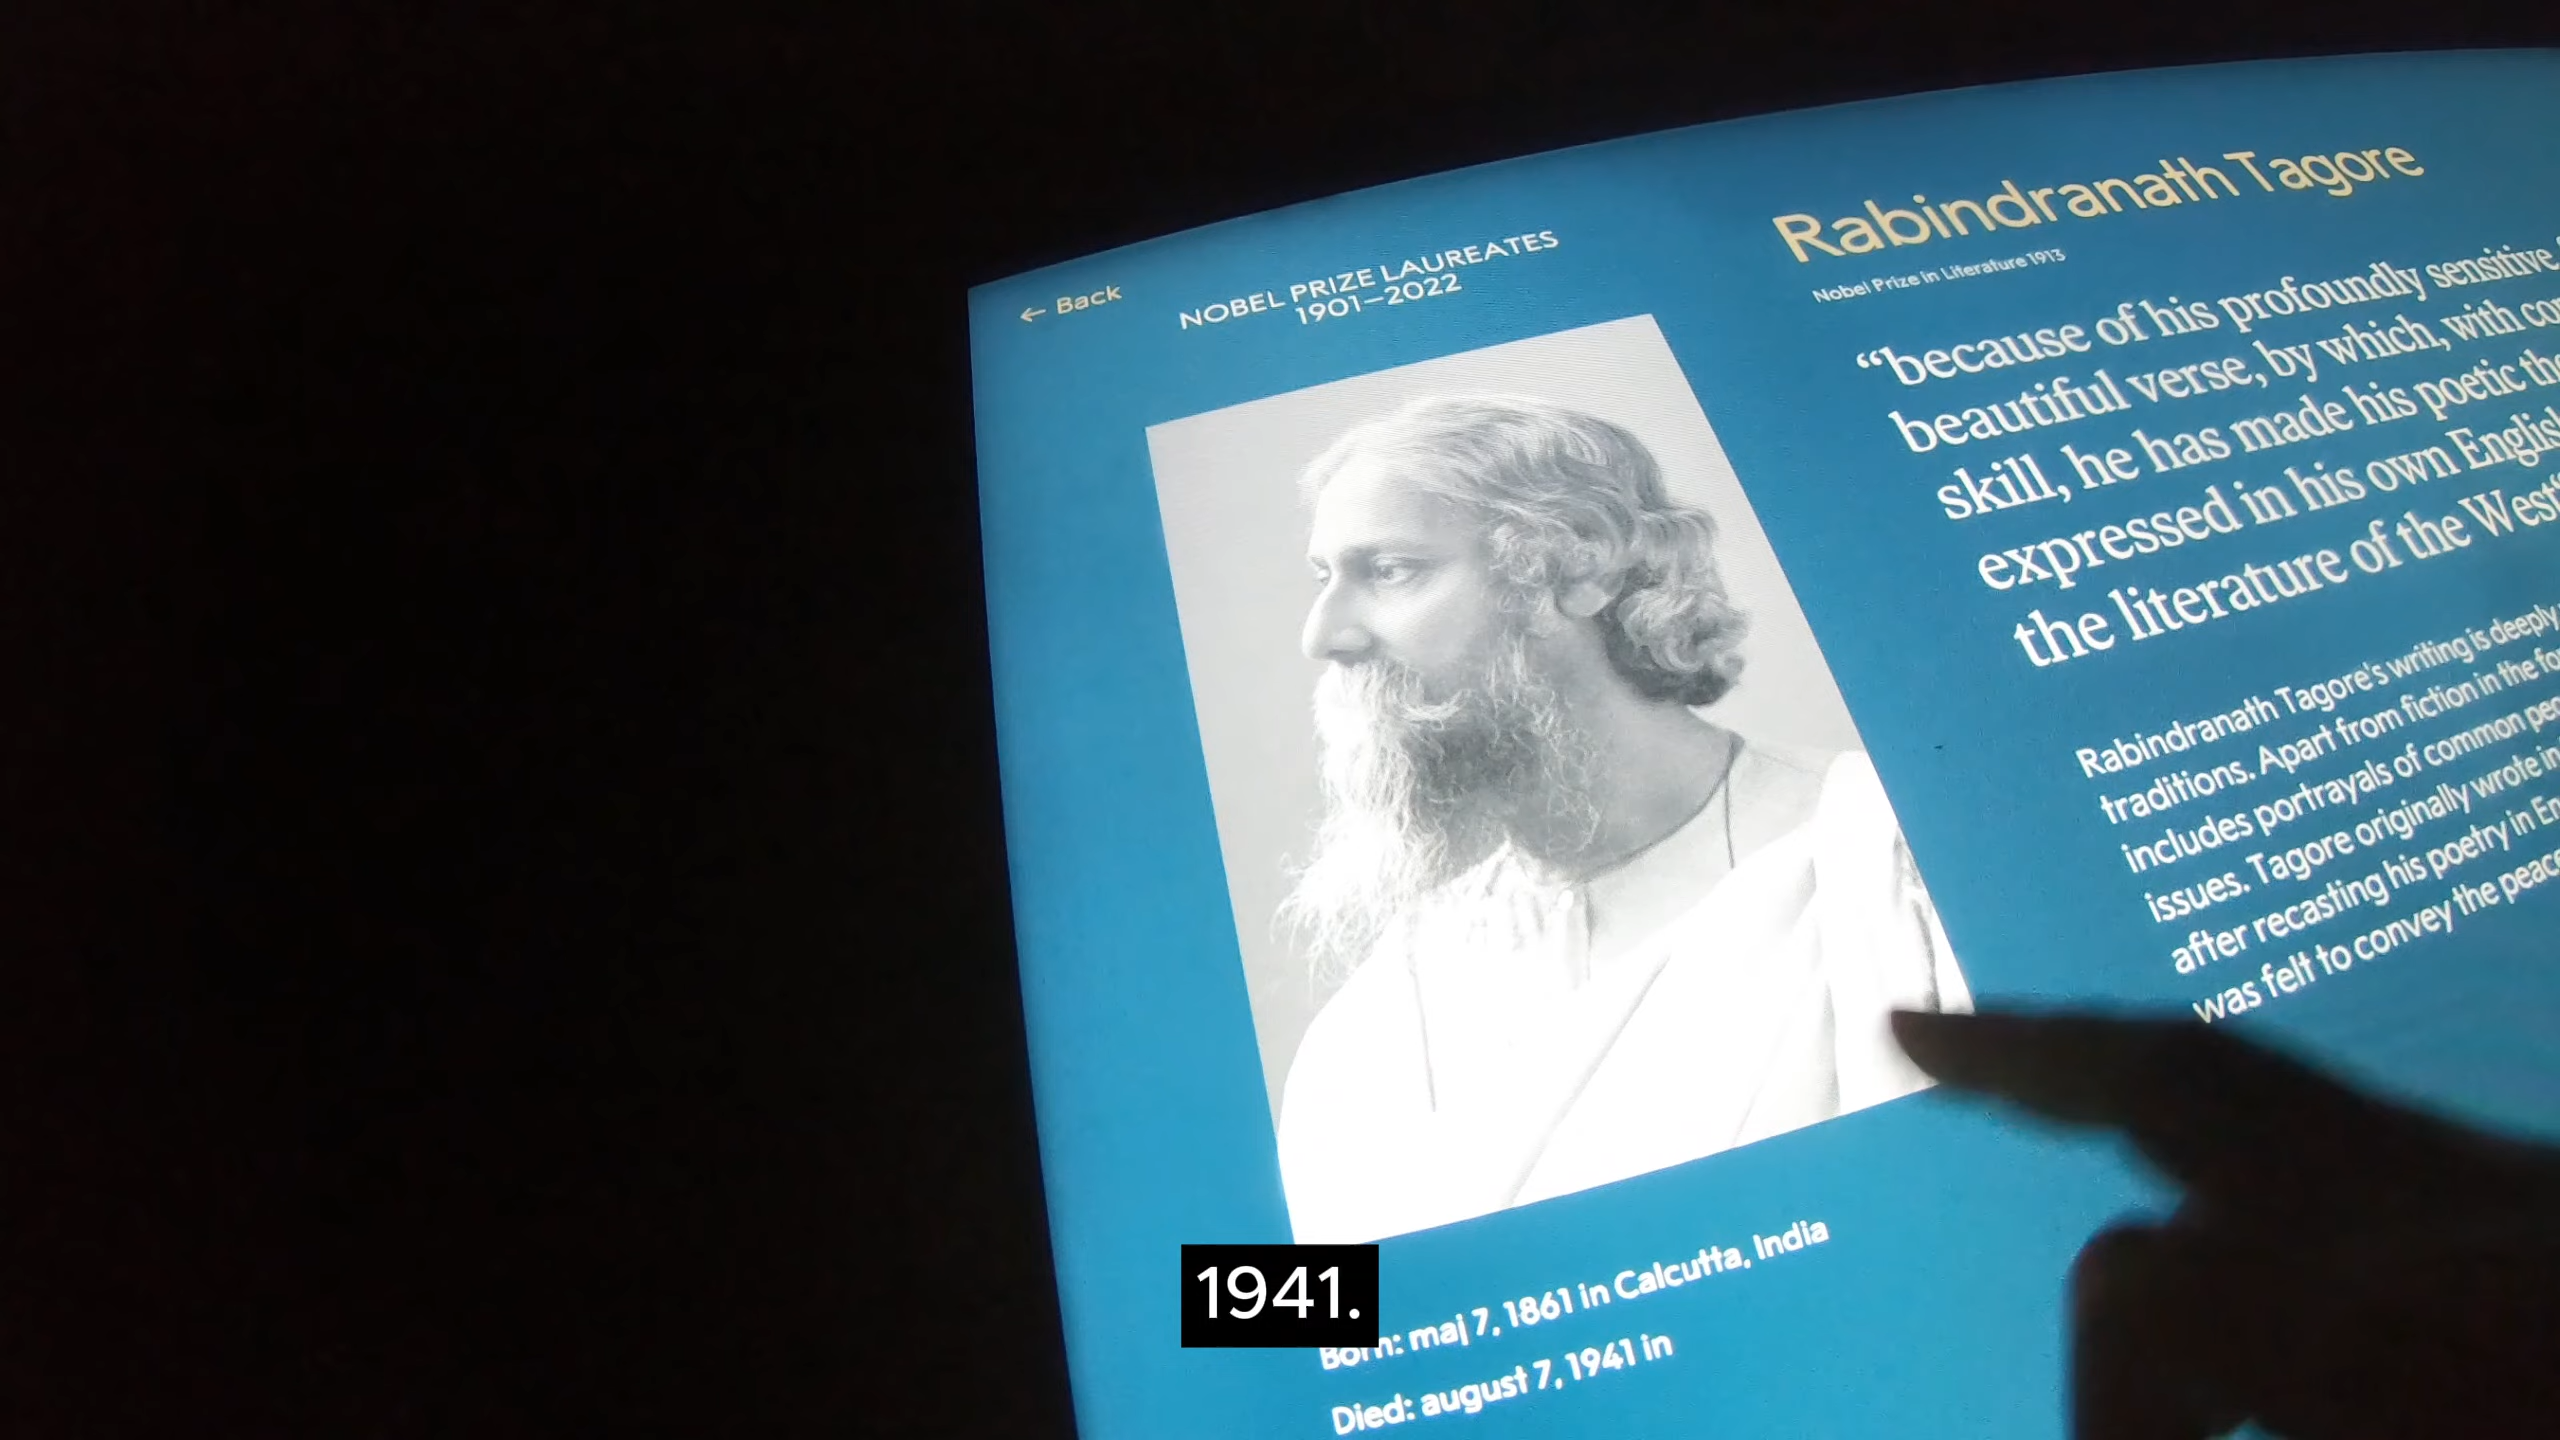 ← Back
NOBEL PRIZE LAUREATES
1901–2022
Rabindranath Tagore
Nobel Prize in Literature 1913
“because of his profoundly sensitive,
beautiful verse, by which, with
skill, he has made his poetic
expressed in his own English
the literature of the West“
Rabindranath Tagore's writing is deeply
traditions. Apart from fiction in the
includes portrayals of common
issues. Tagore originally wrote in
after recasting his poetry in
was felt to convey the
1941.
Born: maj 7, 1861 in Calcutta, India
Died: august 7, 1941 in